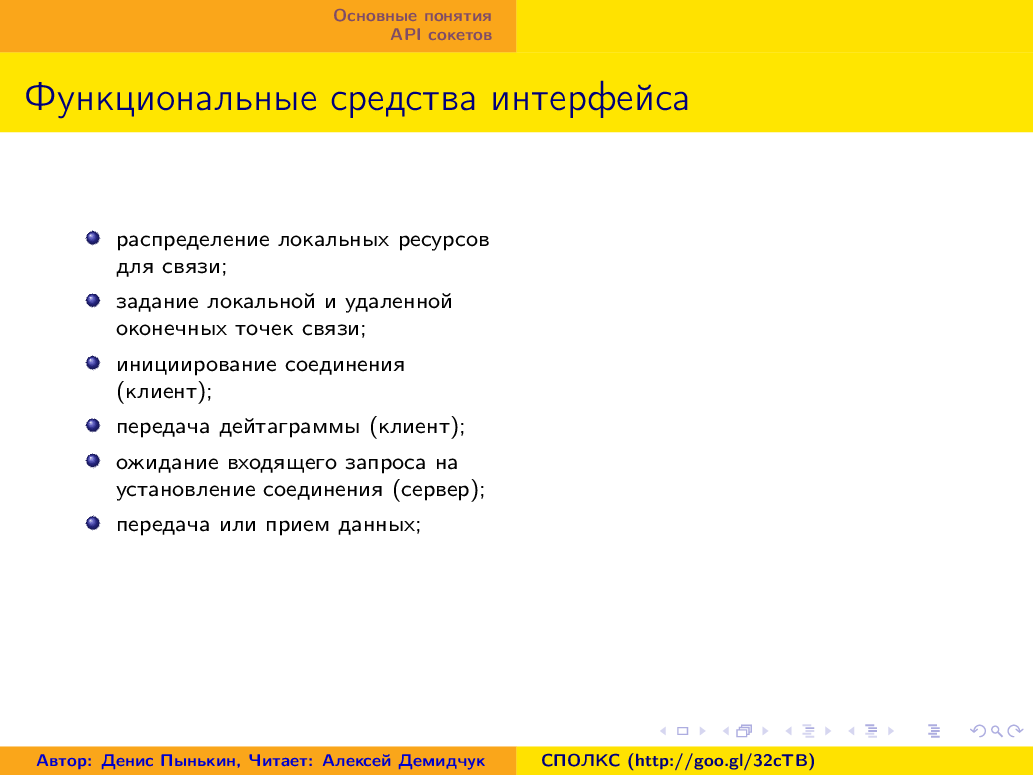 Основные понятия
API сокетов
Функциональные средства интерфейса
распределение локальных ресурсов
для связи;
задание локальной и удаленной
оконечных точек связи;
инициирование соединения
(клиент);
передача дейтаграммы (клиент);
ожидание входящего запроса на
установление соединения (сервер);
передача или прием данных;
Автор: Денис Пынькин, Читает: Алексей Демидчук
СПОЛКС (http://goo.gl/32cTB)